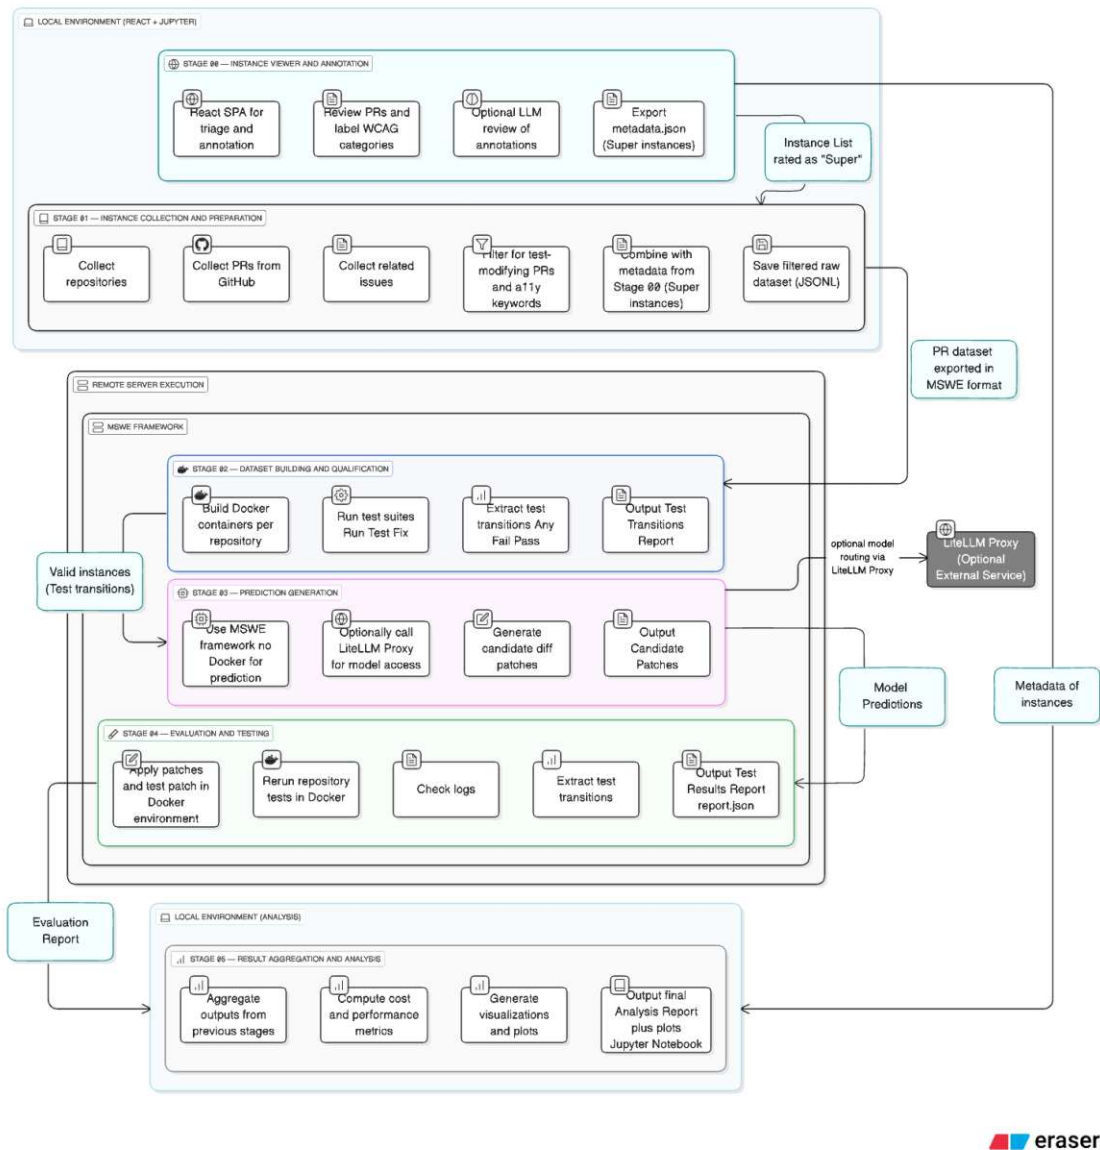 LOCAL ENVIRONMENT (REACT + JUPYTER)
STAGE 00 — INSTANCE VIEWER AND ANNOTATION
React SPA for
triage and
annotation
Review PRs and
label WCAG
categories
Optional LLM
review of
annotations
Export
metadata.json
(Super instances)
Instance List
rated as "Super"
STAGE 01 — INSTANCE COLLECTION AND PREPARATION
Collect
repositories
Collect PRs from
GitHub
Collect related
issues
Filter for test-
modifying PRs
and a11y
keywords
Combine with
metadata from
Stage 00 (Super
instances)
Save filtered raw
dataset (JSONL)
PR dataset
exported in
MSWE format
REMOTE SERVER EXECUTION
MSWE FRAMEWORK
STAGE 02 — DATASET BUILDING AND QUALIFICATION
Build Docker
containers per
repository
Run test suites
Run Test Fix
Extract test
transitions Any
Fail Pass
Output Test
Transitions
Report
optional model
routing via
LiteLLM Proxy
LiteLLM Proxy
(Optional
External Service)
Valid instances
(Test transitions)
STAGE 03 — PREDICTION GENERATION
Use MSWE
framework no
Docker for
prediction
Optionally call
LiteLLM Proxy
for model access
Generate
candidate diff
patches
Output
Candidate
Patches
Model
Predictions
Metadata of
instances
STAGE 04 — EVALUATION AND TESTING
Apply patches
and test patch in
Docker
environment
Rerun repository
tests in Docker
Check logs
Extract test
transitions
Output Test
Results Report
report.json
Evaluation
Report
LOCAL ENVIRONMENT (ANALYSIS)
STAGE 05 — RESULT AGGREGATION AND ANALYSIS
Aggregate
outputs from
previous stages
Compute cost
and performance
metrics
Generate
visualizations
and plots
Output final
Analysis Report
plus plots
Jupyter Notebook
eraser